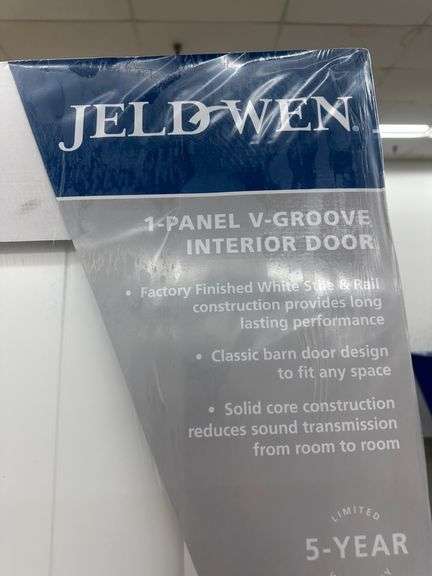 JELD-WEN®
1-PANEL V-GROOVE
INTERIOR DOOR
• Factory Finished White Stile & Rail
construction provides long
lasting performance
• Classic barn door design
to fit any space
• Solid core construction
reduces sound transmission
from room to room
LIMITED
5-YEAR